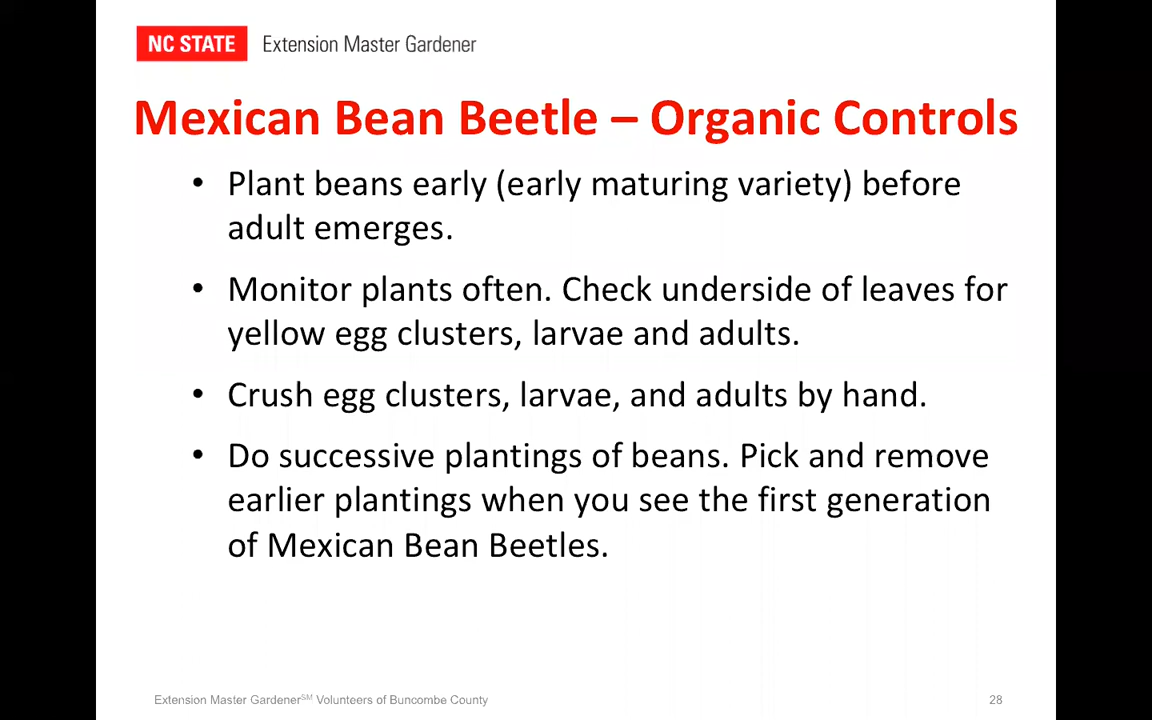 NC STATE Extension Master Gardener
Mexican Bean Beetle – Organic Controls
• Plant beans early (early maturing variety) before
adult emerges.
• Monitor plants often. Check underside of leaves for
yellow egg clusters, larvae and adults.
• Crush egg clusters, larvae, and adults by hand.
• Do successive plantings of beans. Pick and remove
earlier plantings when you see the first generation
of Mexican Bean Beetles.
Extension Master Gardener℠ Volunteers of Buncombe County 28